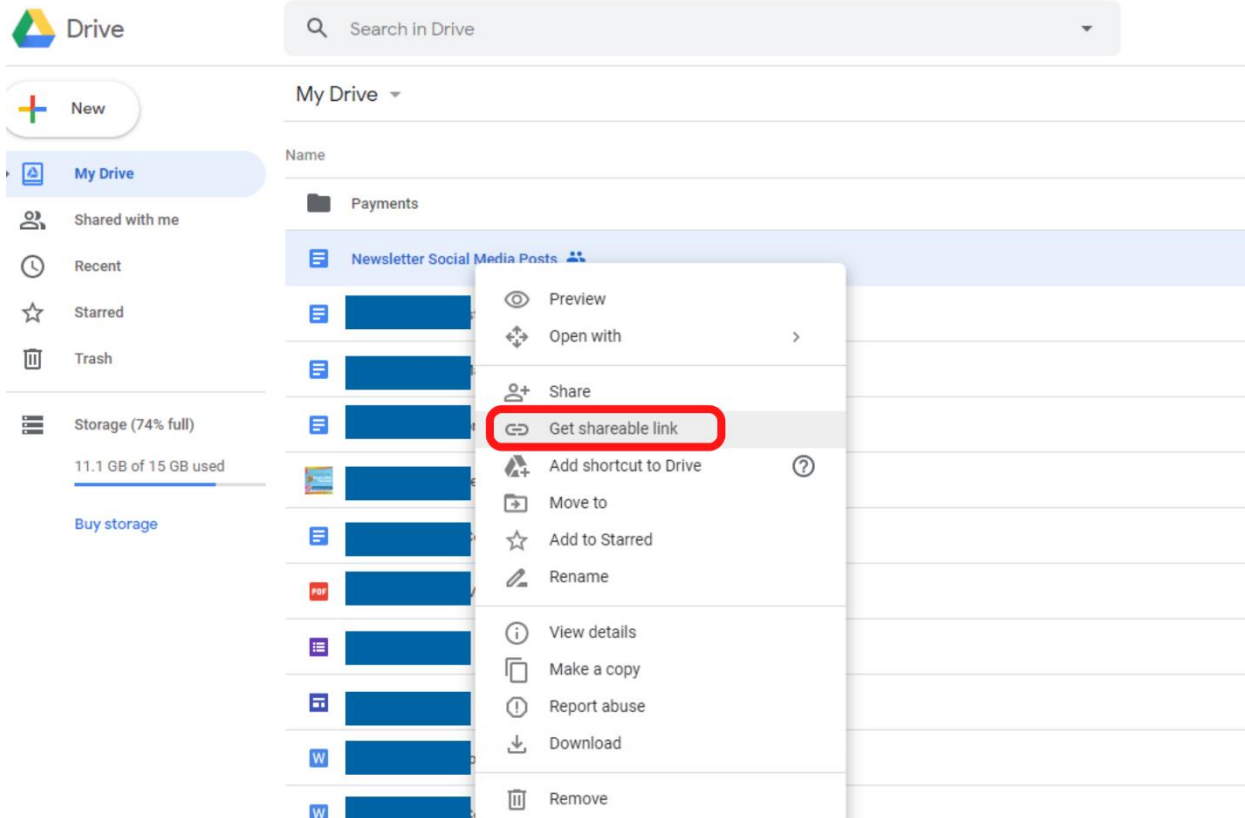 Drive
Search in Drive
New
My Drive
Shared with me
Recent
Starred
Trash
Storage (74% full)
11.1 GB of 15 GB used
Buy storage
My Drive
Name
Payments
Newsletter Social Media Posts
PDF
W
W
Preview
Open with
Share
Get shareable link
Add shortcut to Drive
Move to
Add to Starred
Rename
View details
Make a copy
Report abuse
Download
Remove